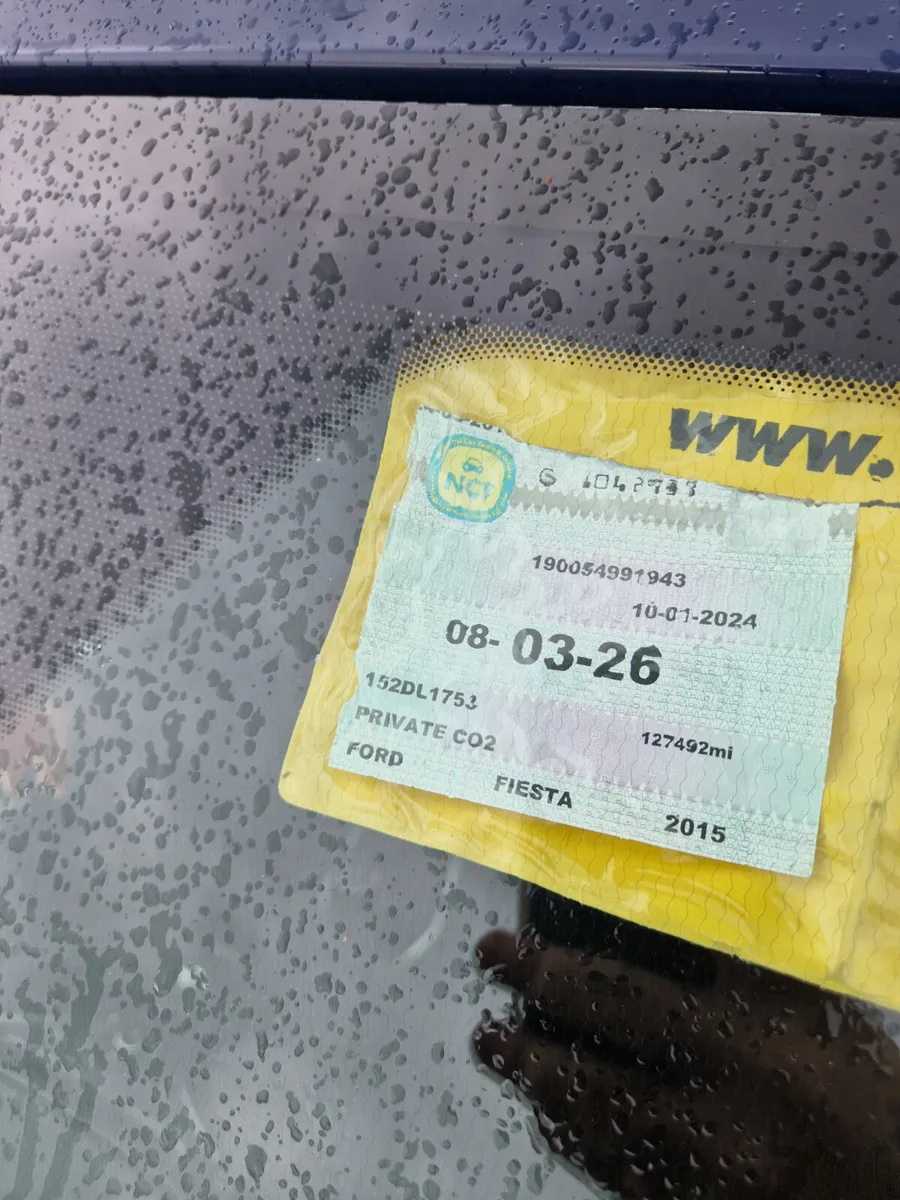 www.
NCT
190054991943
10-01-2024
08-03-26
152DL1753
PRIVATE CO2
127492mi
FORD
FIESTA
2015